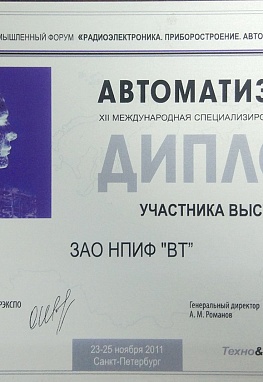 МЫШЛЕННЫЙ ФОРУМ «РАДИОЭЛЕКТРОНИКА. ПРИБОРОСТРОЕНИЕ. АВТО
АВТОМАТИЗ
XII МЕЖДУНАРОДНАЯ СПЕЦИАЛИЗИРО
ДИПЛО
УЧАСТНИКА ВЫС
ЗАО НПИФ "ВТ"
РЭКСПО
Генеральный директор
А. М. Романов
23-25 ноября 2011
Санкт-Петербург
Техно&